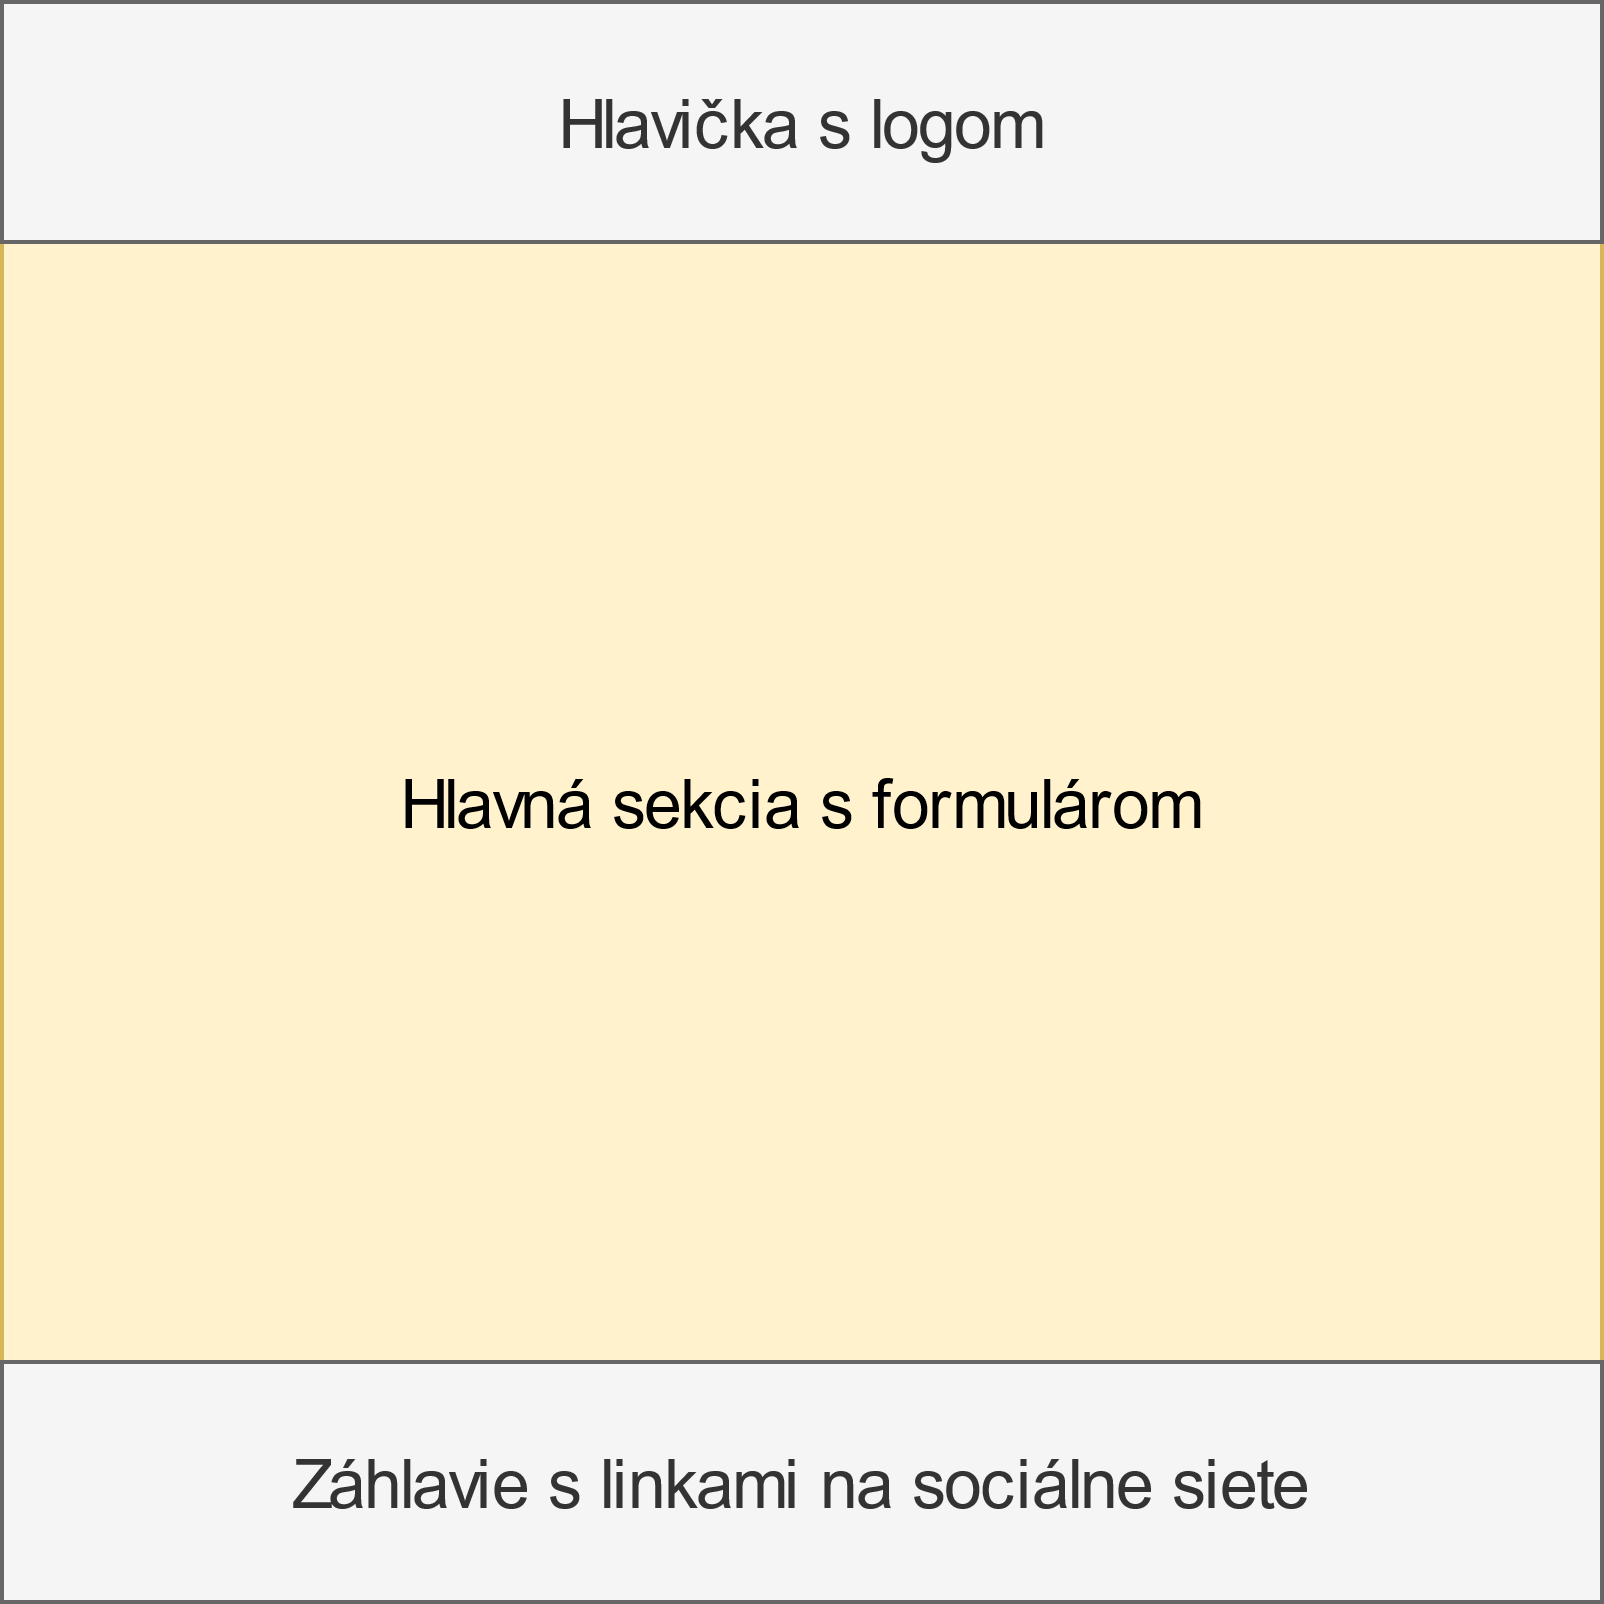 Hlavička s logom
Hlavná sekcia s formulárom
Záhlavie s linkami na sociálne siete